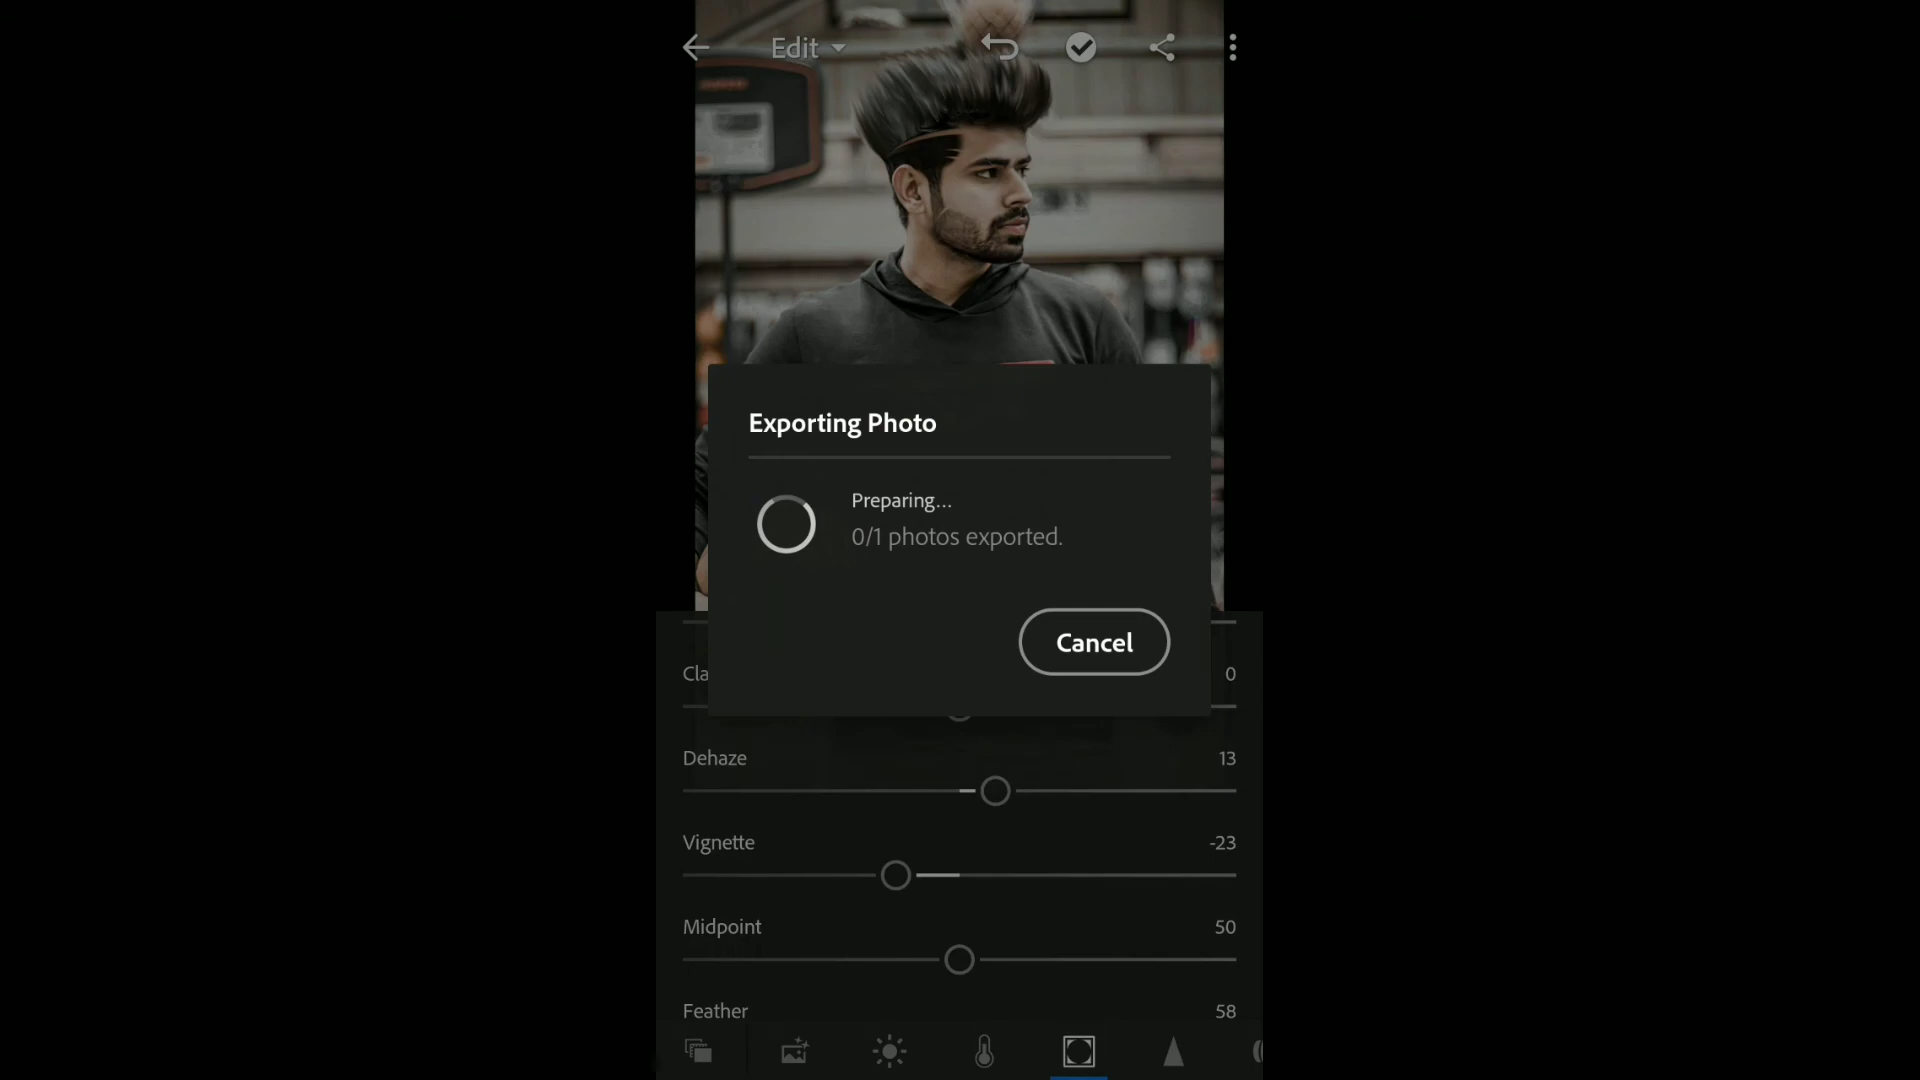 Edit
Exporting Photo
Preparing...
0/1 photos exported.
Cancel
Cla 0
Dehaze 13
Vignette -23
Midpoint 50
Feather 58